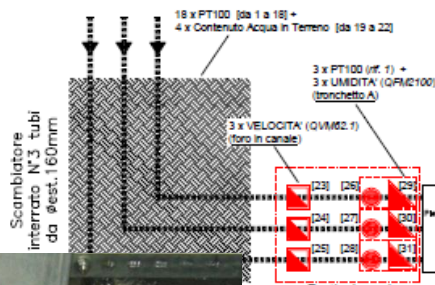 18 x PT100 [da 1 a 18] +
4 x Contenuto Acqua in Terreno [da 19 a 22]
3 x PT100 (rif. 1) +
3 x UMIDITA' (QFM2100)
(tronchetto A)
3 x VELOCITA' (QVM62.1)
(foro in canale)
Scambiatore
interrato N°3 tubi
da øest.160mm
[23] [26] [29]
[24] [27] [30]
[25] [28] [31]